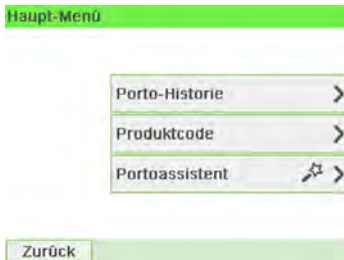 Haupt-Menü
Porto-Historie
Produktcode
Portoassistent
Zurück